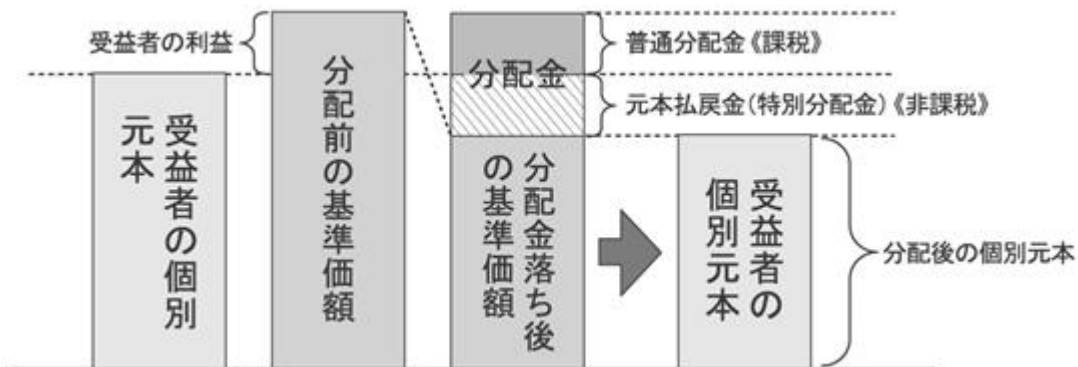 受益者の利益
受益者の個別
元本
分配前の基準価額
分配金
分配金落ち後
の基準価額
普通分配金《課税》
元本払戻金(特別分配金)《非課税》
受益者の
個別元本
分配後の個別元本